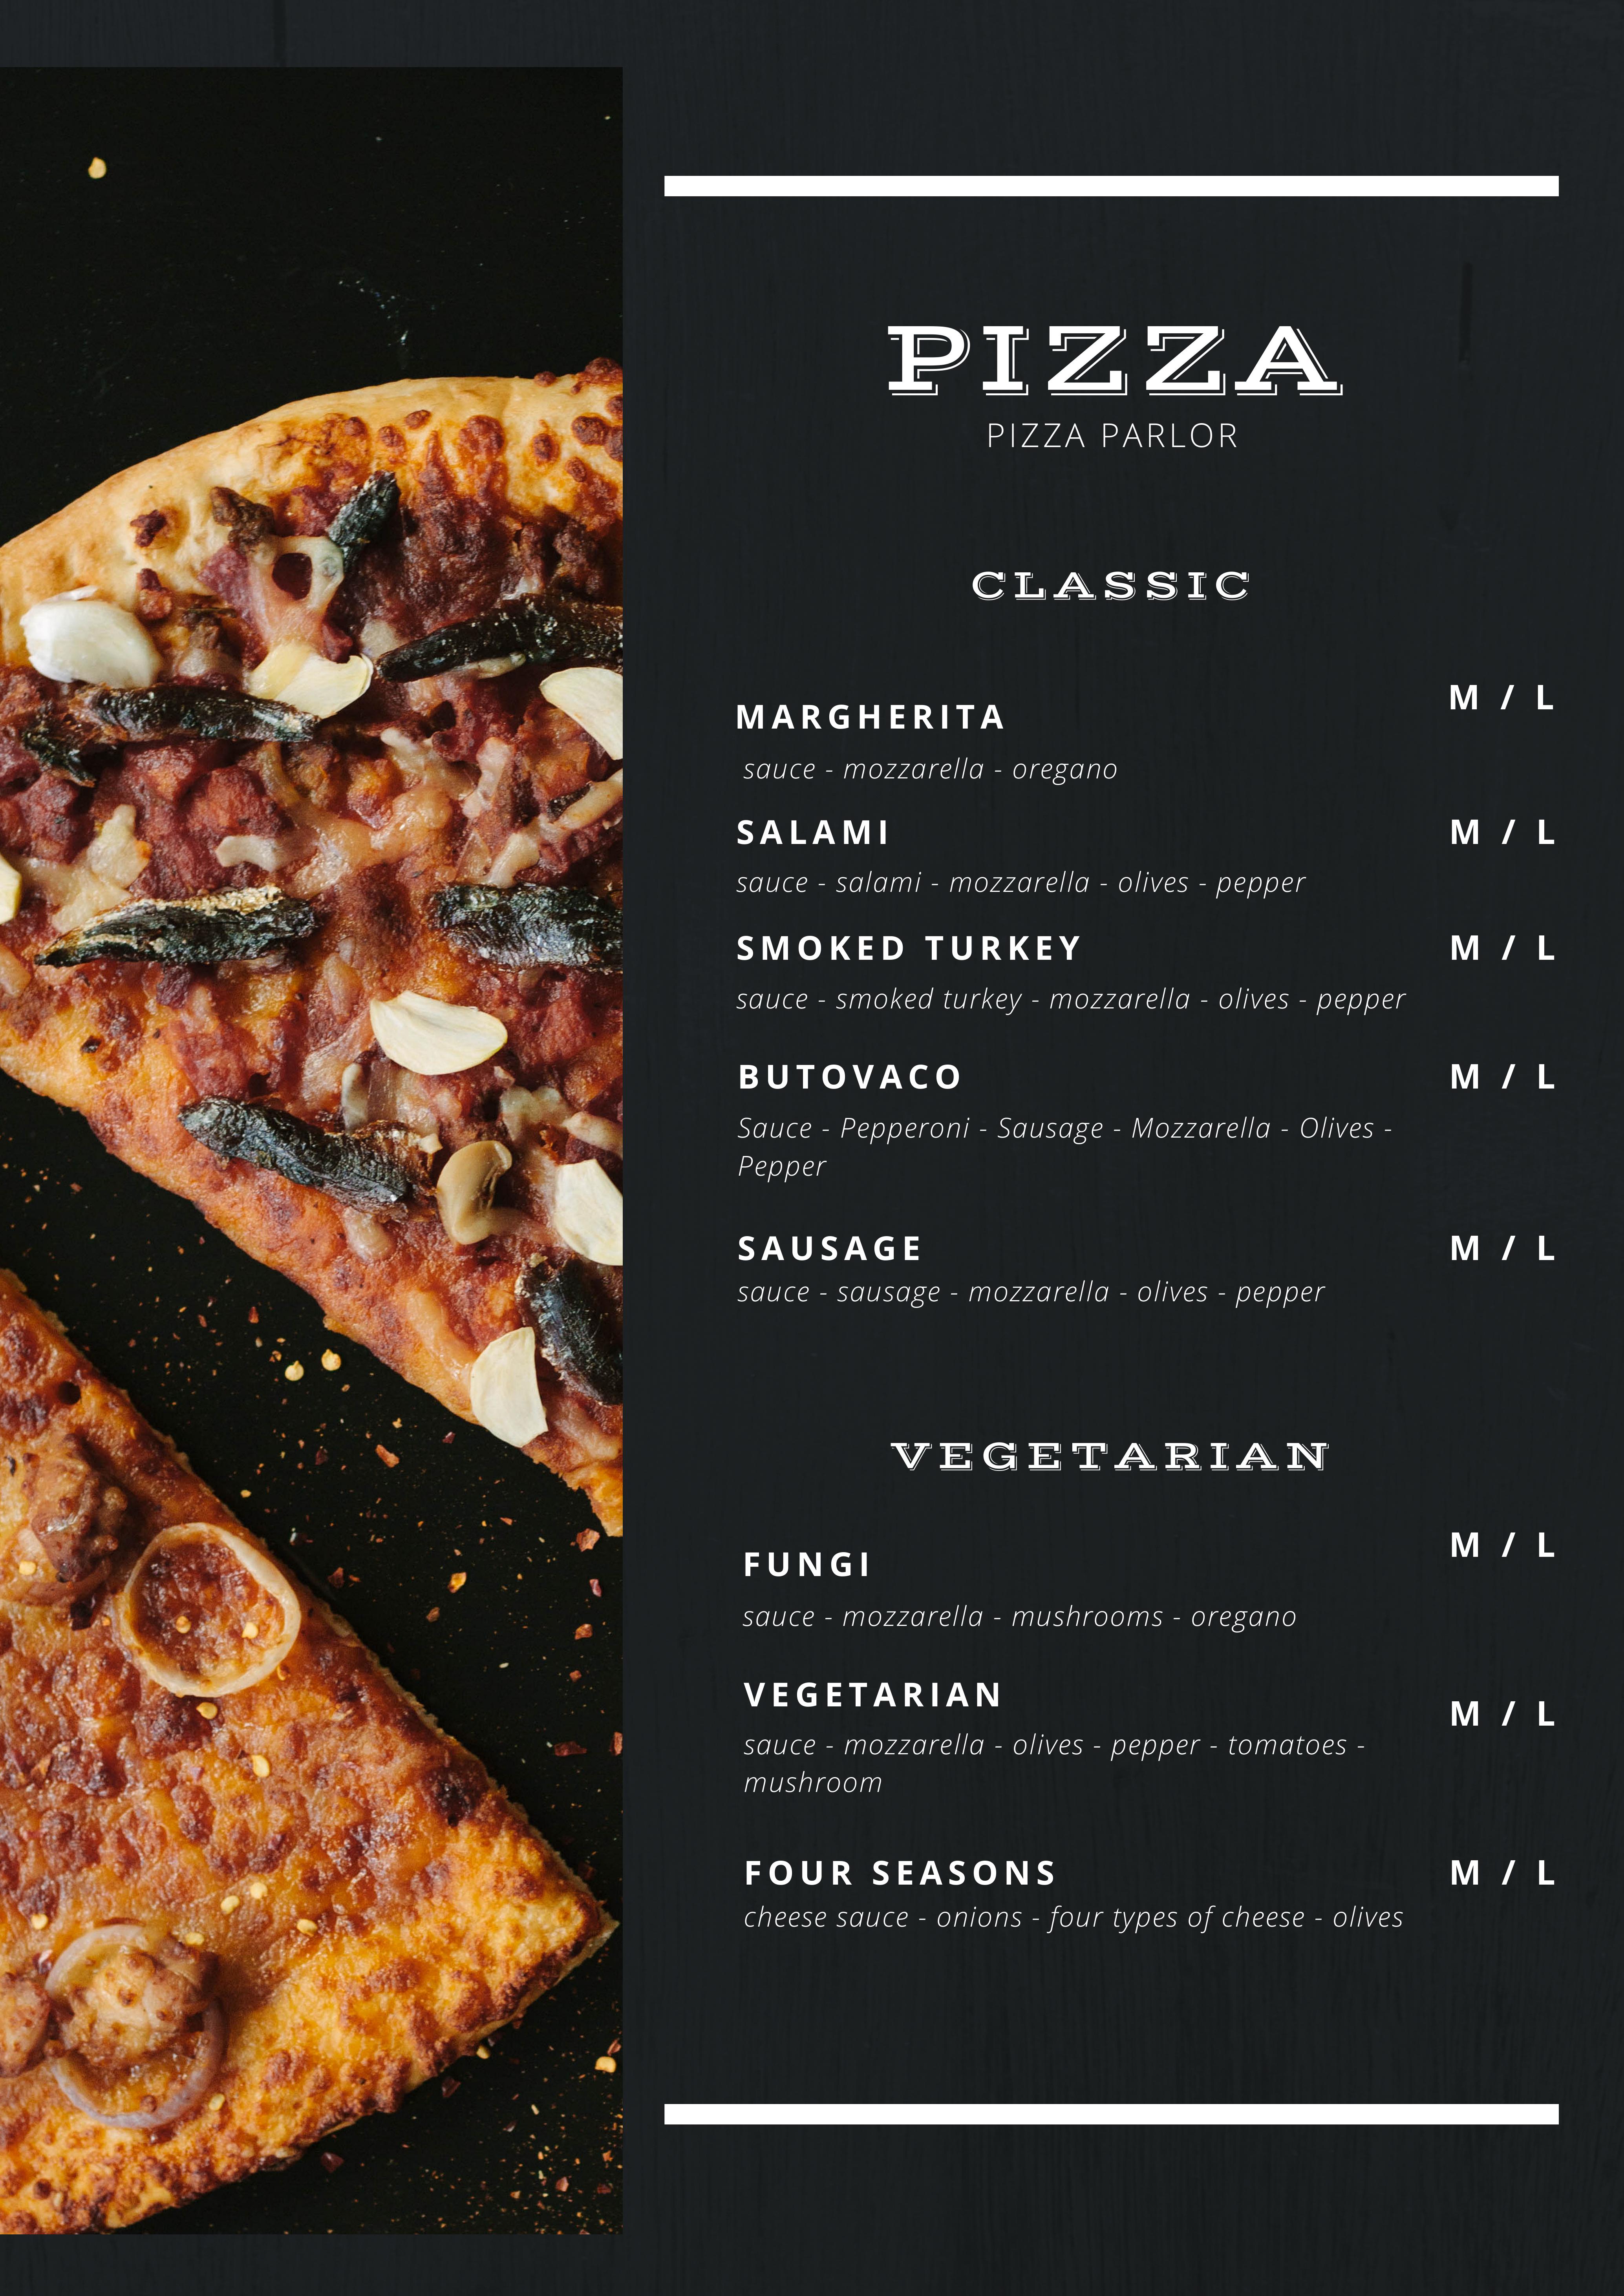 PIZZA
PIZZA PARLOR
CLASSIC
MARGHERITA M / L
sauce - mozzarella - oregano
SALAMI M / L
sauce - salami - mozzarella - olives - pepper
SMOKED TURKEY M / L
sauce - smoked turkey - mozzarella - olives - pepper
BUTOVACO M / L
Sauce - Pepperoni - Sausage - Mozzarella - Olives -
Pepper
SAUSAGE M / L
sauce - sausage - mozzarella - olives - pepper
VEGETARIAN
FUNGI M / L
sauce - mozzarella - mushrooms - oregano
VEGETARIAN M / L
sauce - mozzarella - olives - pepper - tomatoes -
mushroom
FOUR SEASONS M / L
cheese sauce - onions - four types of cheese - olives